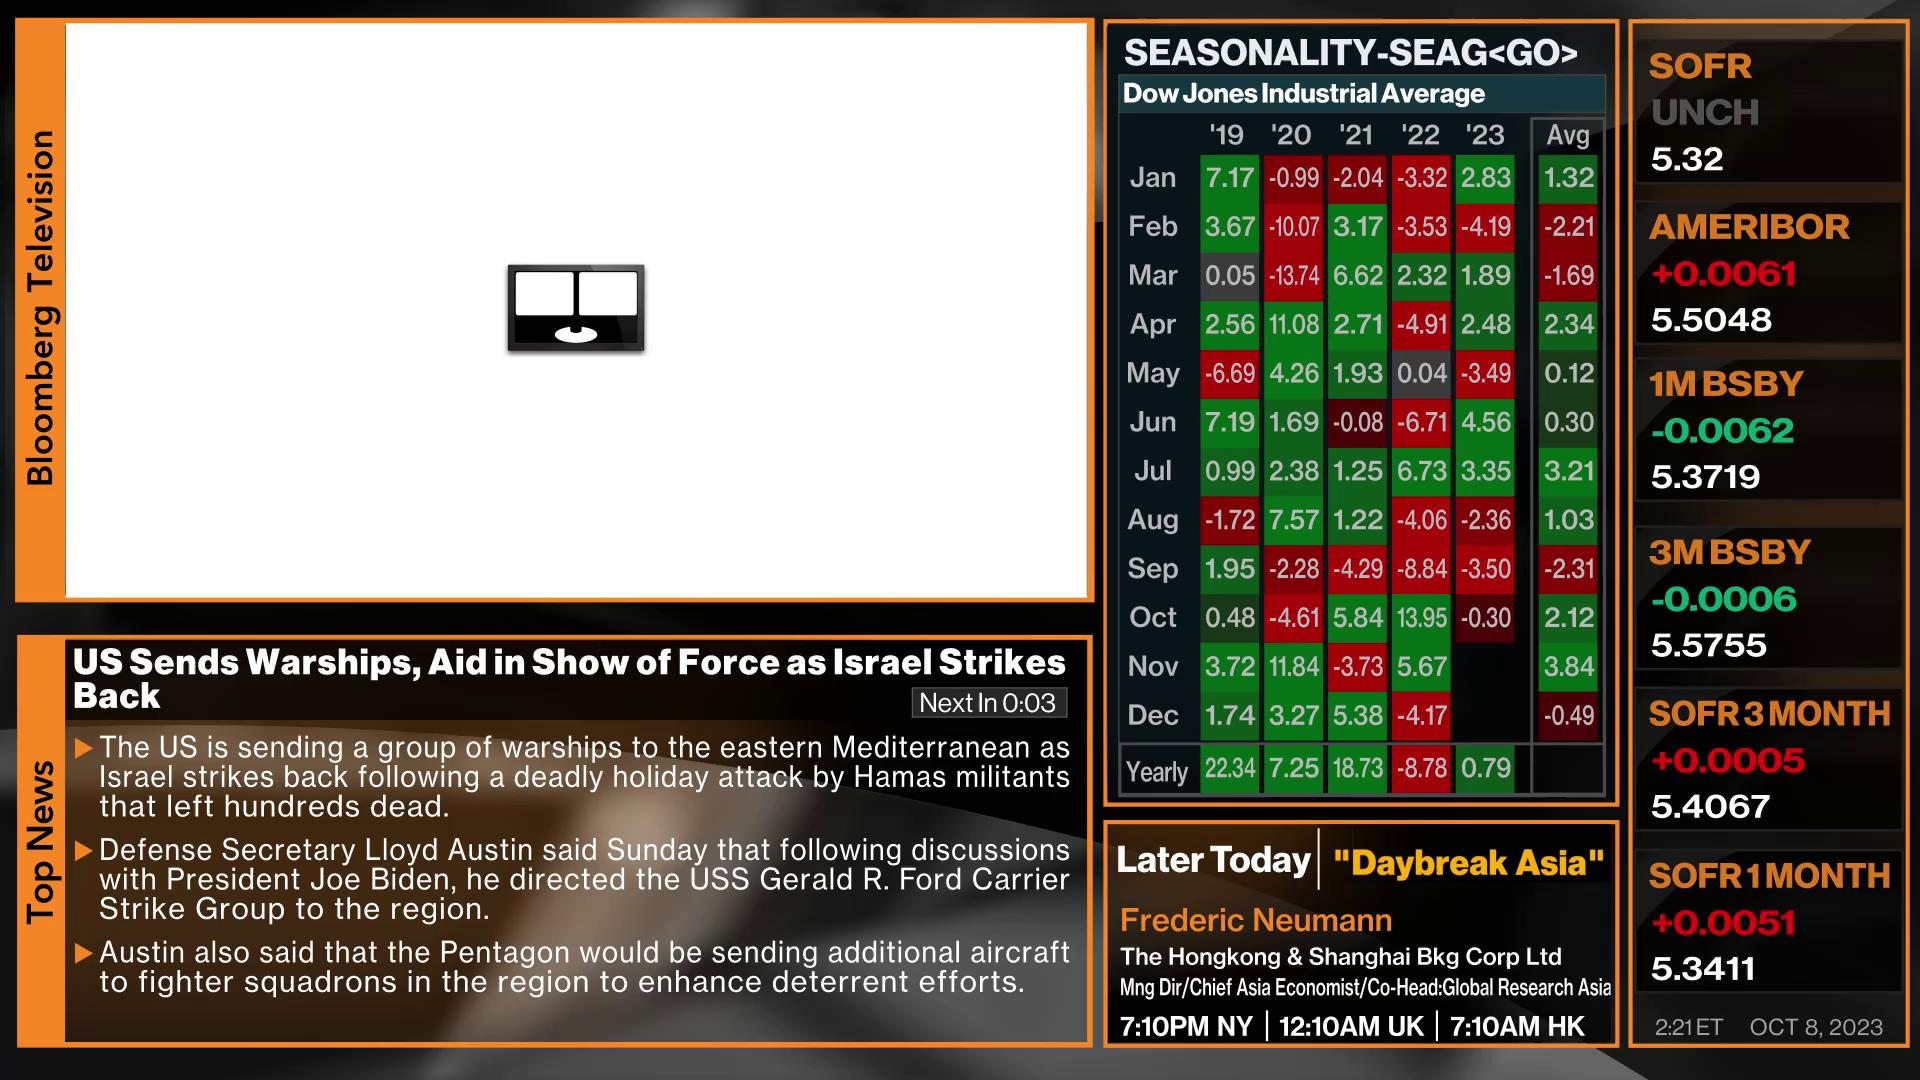 Bloomberg Television
SEASONALITY-SEAG<GO>
Dow Jones Industrial Average
'19 '20 '21 '22 '23 Avg
Jan 7.17 -0.99 -2.04 -3.32 2.83 1.32
Feb 3.67 -10.07 3.17 -3.53 -4.19 -2.21
Mar 0.05 -13.74 6.62 2.32 1.89 -1.69
Apr 2.56 11.08 2.71 -4.91 2.48 2.34
May -6.69 4.26 1.93 0.04 -3.49 0.12
Jun 7.19 1.69 -0.08 -6.71 4.56 0.30
Jul 0.99 2.38 1.25 6.73 3.35 3.21
Aug -1.72 7.57 1.22 -4.06 -2.36 1.03
Sep 1.95 -2.28 -4.29 -8.84 -3.50 -2.31
Oct 0.48 -4.61 5.84 13.95 -0.30 2.12
Nov 3.72 11.84 -3.73 5.67 3.84
Dec 1.74 3.27 5.38 -4.17 -0.49
Yearly 22.34 7.25 18.73 -8.78 0.79
SOFR
UNCH
5.32
AMERIBOR
+0.0061
5.5048
1M BSBY
-0.0062
5.3719
3M BSBY
-0.0006
5.5755
SOFR 3 MONTH
+0.0005
5.4067
SOFR 1 MONTH
+0.0051
5.3411
2:21 ET OCT 8, 2023
Top News
US Sends Warships, Aid in Show of Force as Israel Strikes
Back
Next In 0:03
The US is sending a group of warships to the eastern Mediterranean as
Israel strikes back following a deadly holiday attack by Hamas militants
that left hundreds dead.
Defense Secretary Lloyd Austin said Sunday that following discussions
with President Joe Biden, he directed the USS Gerald R. Ford Carrier
Strike Group to the region.
Austin also said that the Pentagon would be sending additional aircraft
to fighter squadrons in the region to enhance deterrent efforts.
Later Today "Daybreak Asia"
Frederic Neumann
The Hongkong & Shanghai Bkg Corp Ltd
Mng Dir/Chief Asia Economist/Co-Head:Global Research Asia
7:10PM NY 12:10AM UK 7:10AM HK